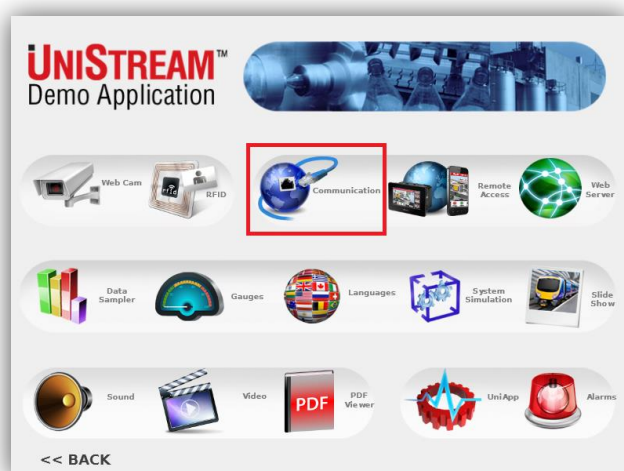 UNISTREAM™
Demo Application
Web Cam
rfid
RFID
Communication
Remote
Access
Web
Server
Data
Sampler
Gauges
Languages
System
Simulation
Slide
Show
Sound
Video
PDF
PDF
Viewer
UniApp
Alarms
<< BACK